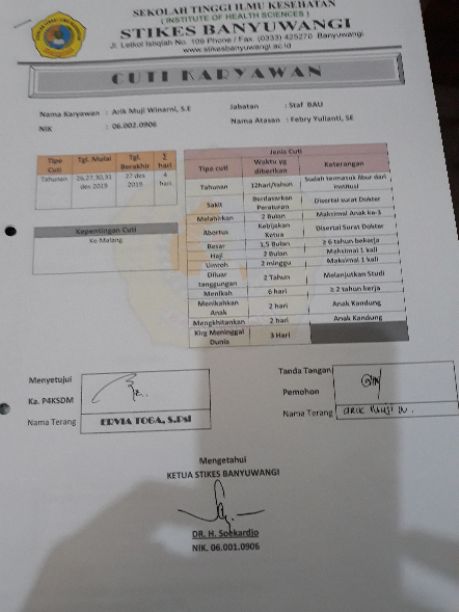 SEKOLAH TINGGI ILMU KESEHATAN
( INSTITUTE OF HEALTH SCIENCES )
STIKES BANYUWANGI
Jl. Letkol Istiqlah No. 109 Phone / Fax. (0333) 425270 Banyuwangi
www.stikesbanyuwangi.ac.id
CUTI KARYAWAN
Nama Karyawan : Arik Muji Winarni, S.E
Jabatan : Staf BAU
NIK : 06.002.0906
Nama Atasan : Febry Yulianti, SE
Tipe Cuti Tgl. Mulai Tgl. Berakhir ∑ hari
Tahunan 26,27,30,31 des 2019 27 des 2019 4 hari
Kepentingan Cuti
Ke Malang
Jenis Cuti
Tipe cuti Waktu yg diberikan Keterangan
Tahunan 12hari/tahun Sudah termasuk libur dari institusi
Sakit Berdasarkan Peraturan Disertai surat Dokter
Melahirkan 2 Bulan Maksimal Anak ke-3
Abortus Kebijakan Ketua Disertai Surat Dokter
Besar 1,5 Bulan ≥ 6 tahun bekerja
Haji 2 Bulan Maksimal 1 kali
Umroh 2 minggu Maksimal 1 kali
Diluar tanggungan 2 Tahun Melanjutkan Studi
Menikah 6 hari ≥ 2 tahun kerja
Menikahkan Anak 2 hari Anak Kandung
Mengkhitankan 2 hari Anak Kandung
Klrg Meninggal Dunia 3 Hari
Menyetujui
Ka. P4KSDM
Nama Terang ERVIA TOGA, S.Psi
Tanda Tangan
Pemohon
Nama Terang ARIK MUJI W.
Mengetahui
KETUA STIKES BANYUWANGI
DR. H. Soekardjo
NIK. 06.001.0906